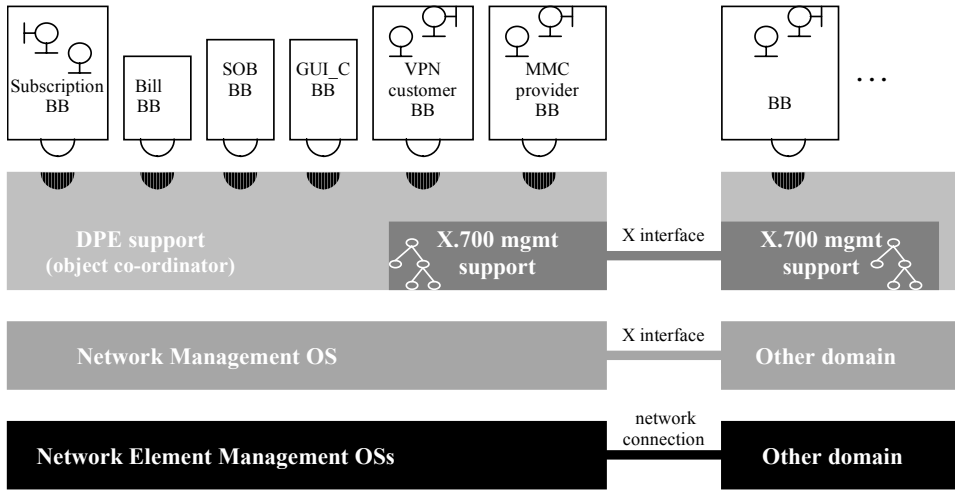 Subscription
BB
Bill
BB
SOB
BB
GUI_C
BB
VPN
customer
BB
MMC
provider
BB
BB
...
DPE support
(object co-ordinator)
X.700 mgmt
support
X interface
X.700 mgmt
support
Network Management OS
X interface
Other domain
Network Element Management OSs
network
connection
Other domain